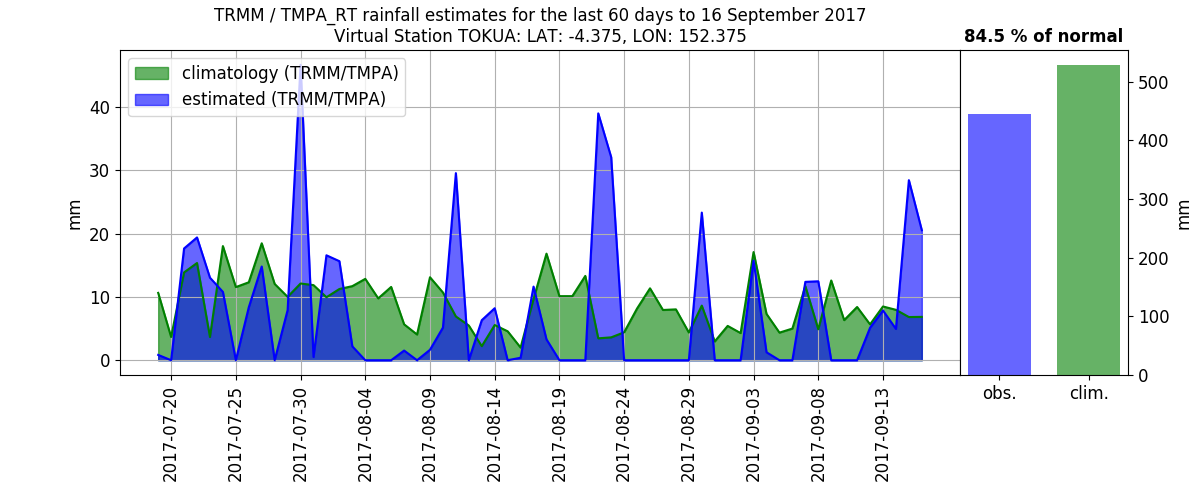 TRMM / TMPA_RT rainfall estimates for the last 60 days to 16 September 2017
Virtual Station TOKUA: LAT: -4.375, LON: 152.375
84.5 % of normal
climatology (TRMM/TMPA)
estimated (TRMM/TMPA)
mm
40
30
20
10
0
2017-07-20
2017-07-25
2017-07-30
2017-08-04
2017-08-09
2017-08-14
2017-08-19
2017-08-24
2017-08-29
2017-09-03
2017-09-08
2017-09-13
500
400
300
200
100
0
mm
obs.
clim.